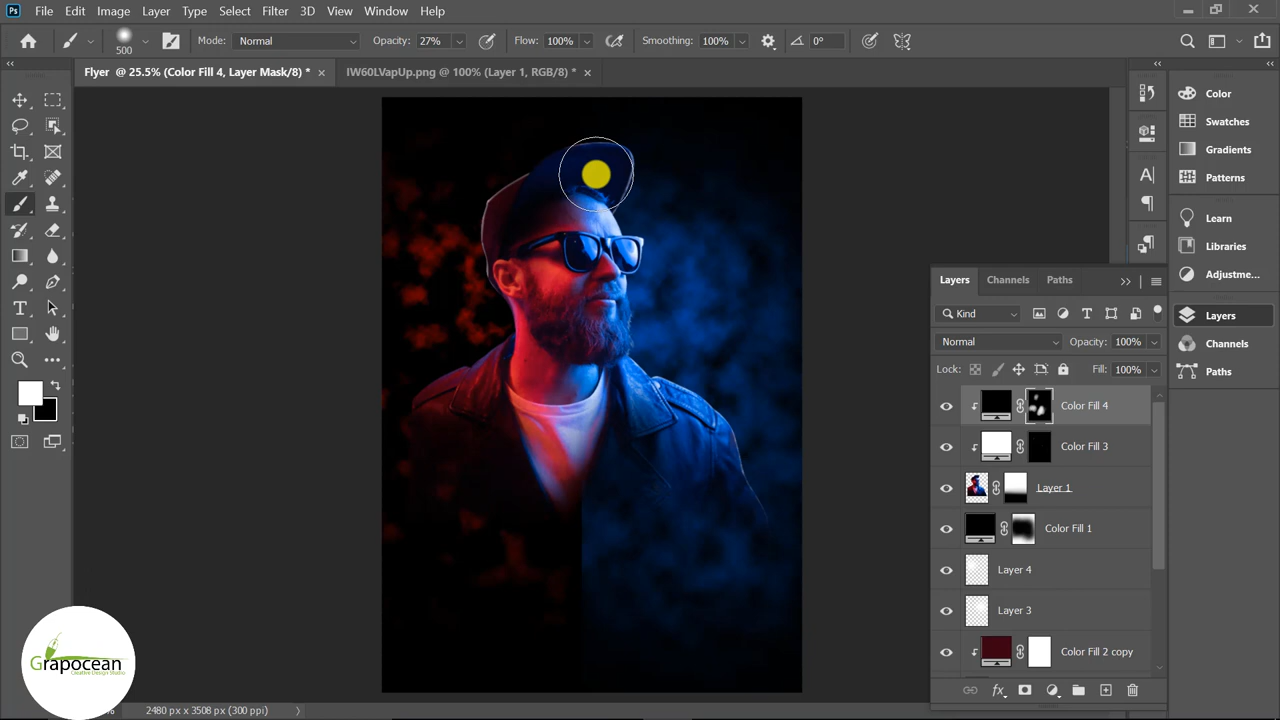 Ps File Edit Image Layer Type Select Filter 3D View Window Help
500 Mode: Normal Opacity: 27% Flow: 100% Smoothing: 100% 0°
Flyer @ 25.5% (Color Fill 4, Layer Mask/8) * × IW60LVapUp.png @ 100% (Layer 1, RGB/8) * ×
Color
Swatches
Gradients
Patterns
Learn
Libraries
Adjustme...
Layers
Channels
Paths
Layers Channels Paths
Kind
Normal Opacity: 100%
Lock: Fill: 100%
Color Fill 4
Color Fill 3
Layer 1
Color Fill 1
Layer 4
Layer 3
Color Fill 2 copy
Grapocean
Creative Design Studio
2480 px x 3508 px (300 ppi)